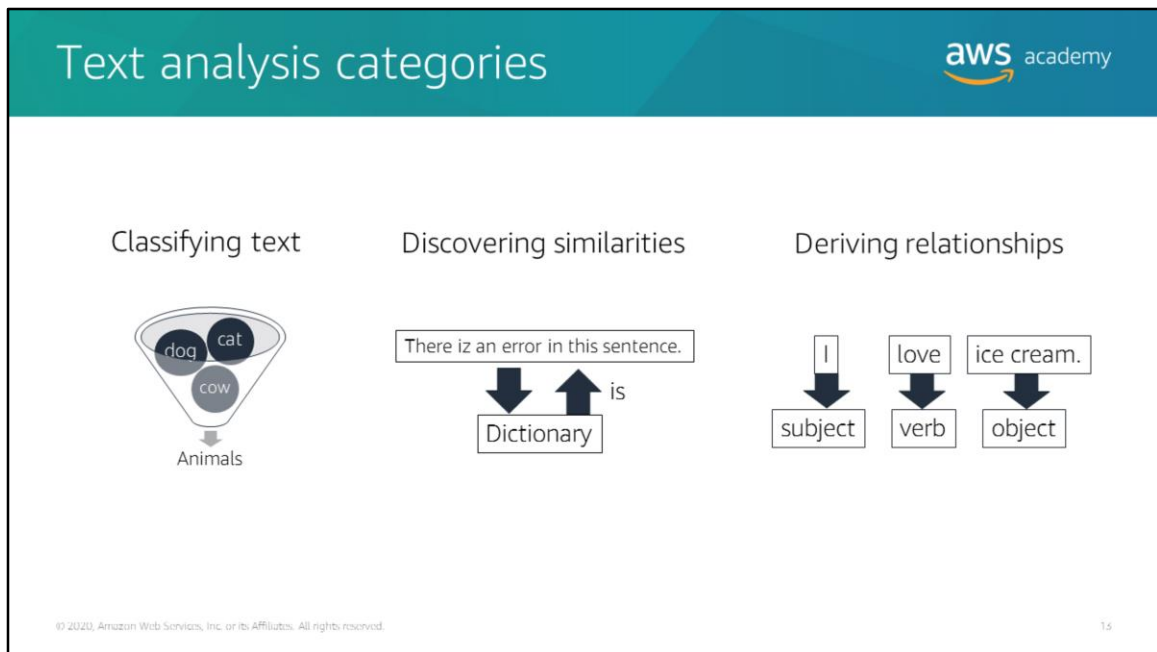 Text analysis categories
aws academy
Classifying text
dog
cat
cow
Animals
Discovering similarities
There iz an error in this sentence.
is
Dictionary
Deriving relationships
I love ice cream.
subject verb object
© 2020, Amazon Web Services, Inc. or its Affiliates. All rights reserved.
13